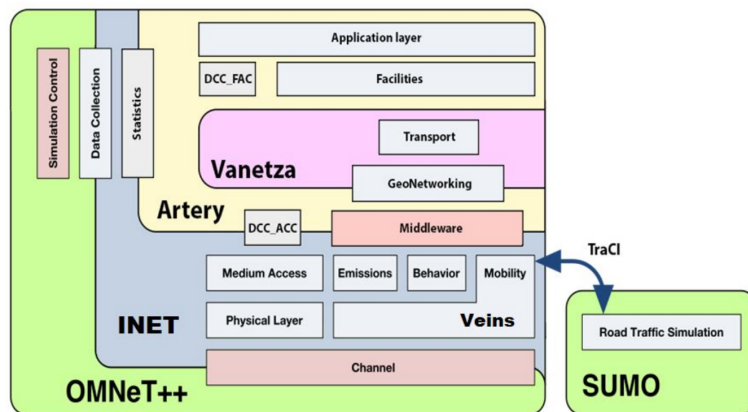 Application layer
DCC_FAC
Facilities
Simulation Control
Data Collection
Statistics
Transport
Vanetza
GeoNetworking
Artery
DCC_ACC
Middleware
TraCI
Medium Access
Emissions
Behavior
Mobility
INET
Physical Layer
Veins
Road Traffic Simulation
Channel
OMNeT++
SUMO